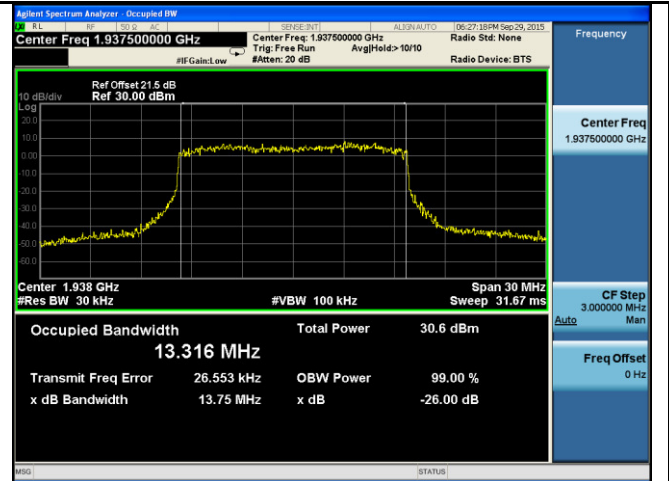 Agilent Spectrum Analyzer - Occupied BW
RL RF 50 Ω AC SENSE:INT ALIGN AUTO 06:27:18PM Sep 29, 2015
Center Freq 1.937500000 GHz
Center Freq: 1.937500000 GHz
Radio Std: None
Trig: Free Run Avg|Hold:> 10/10
#IFGain:Low #Atten: 20 dB Radio Device: BTS
Ref Offset 21.5 dB
10 dB/div Ref 30.00 dBm
Log
20.0
10.0
0.00
-10.0
-20.0
-30.0
-40.0
-50.0
-60.0
Center 1.938 GHz Span 30 MHz
#Res BW 30 kHz #VBW 100 kHz Sweep 31.67 ms
Occupied Bandwidth Total Power 30.6 dBm
13.316 MHz
Transmit Freq Error 26.553 kHz OBW Power 99.00 %
x dB Bandwidth 13.75 MHz x dB -26.00 dB
MSG STATUS
Frequency
Center Freq
1.937500000 GHz
CF Step
3.000000 MHz
Auto Man
Freq Offset
0 Hz